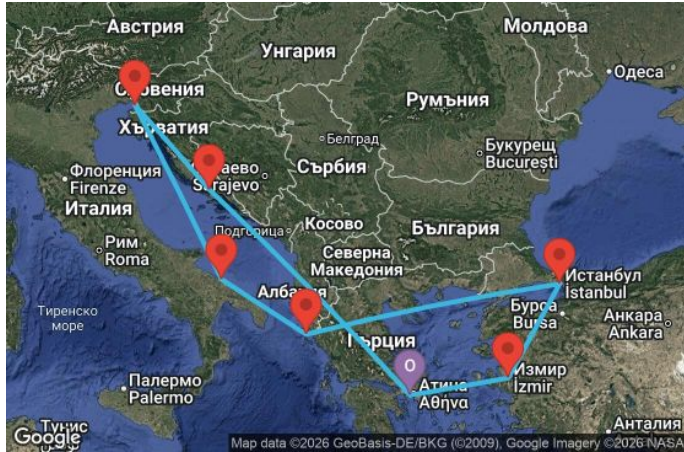 Австрия
Молдова
Унгария
Словения
Одеса
Румъния
Хърватия
Белград
Букурещ
București
Флоренция
Firenze
Сърбия
Sarajevo
Италия
Подгорица
Косово
България
Рим
Roma
Северна
Македония
Истанбул
İstanbul
Албания
Тиренско
море
Бурса
Bursa
Анкара
Ankara
Гърция
O
Измир
İzmir
Палермо
Palermo
Атина
Αθήνα
Анталия
Тунис
Google
Map data ©2026 GeoBasis-DE/BKG (©2009), Google Imagery ©2026 NASA